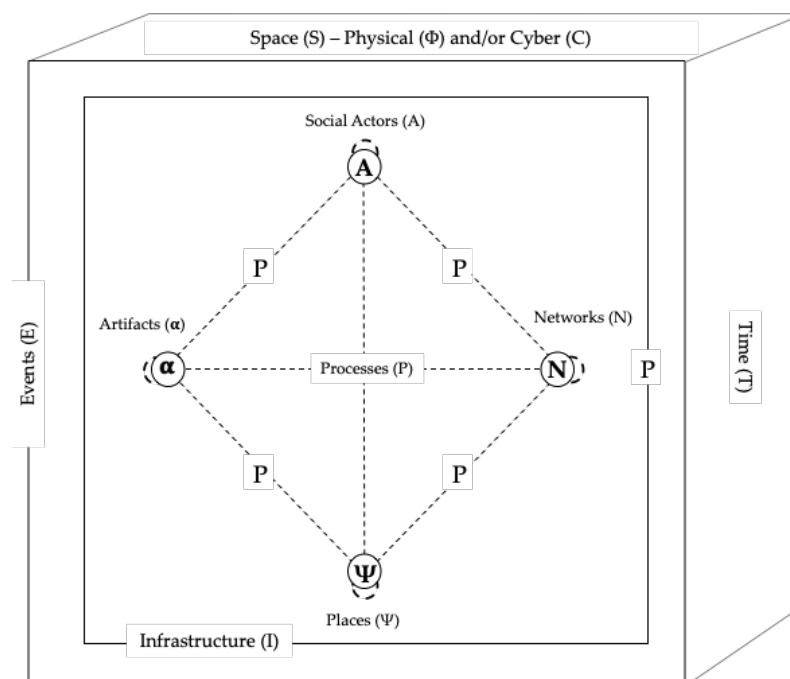 Space (S) – Physical (Φ) and/or Cyber (C)
Social Actors (A)
A
P
P
Artifacts (α)
Networks (N)
Events (E)
α
Processes (P)
N
P
Time (T)
P
P
Ψ
Places (Ψ)
Infrastructure (I)